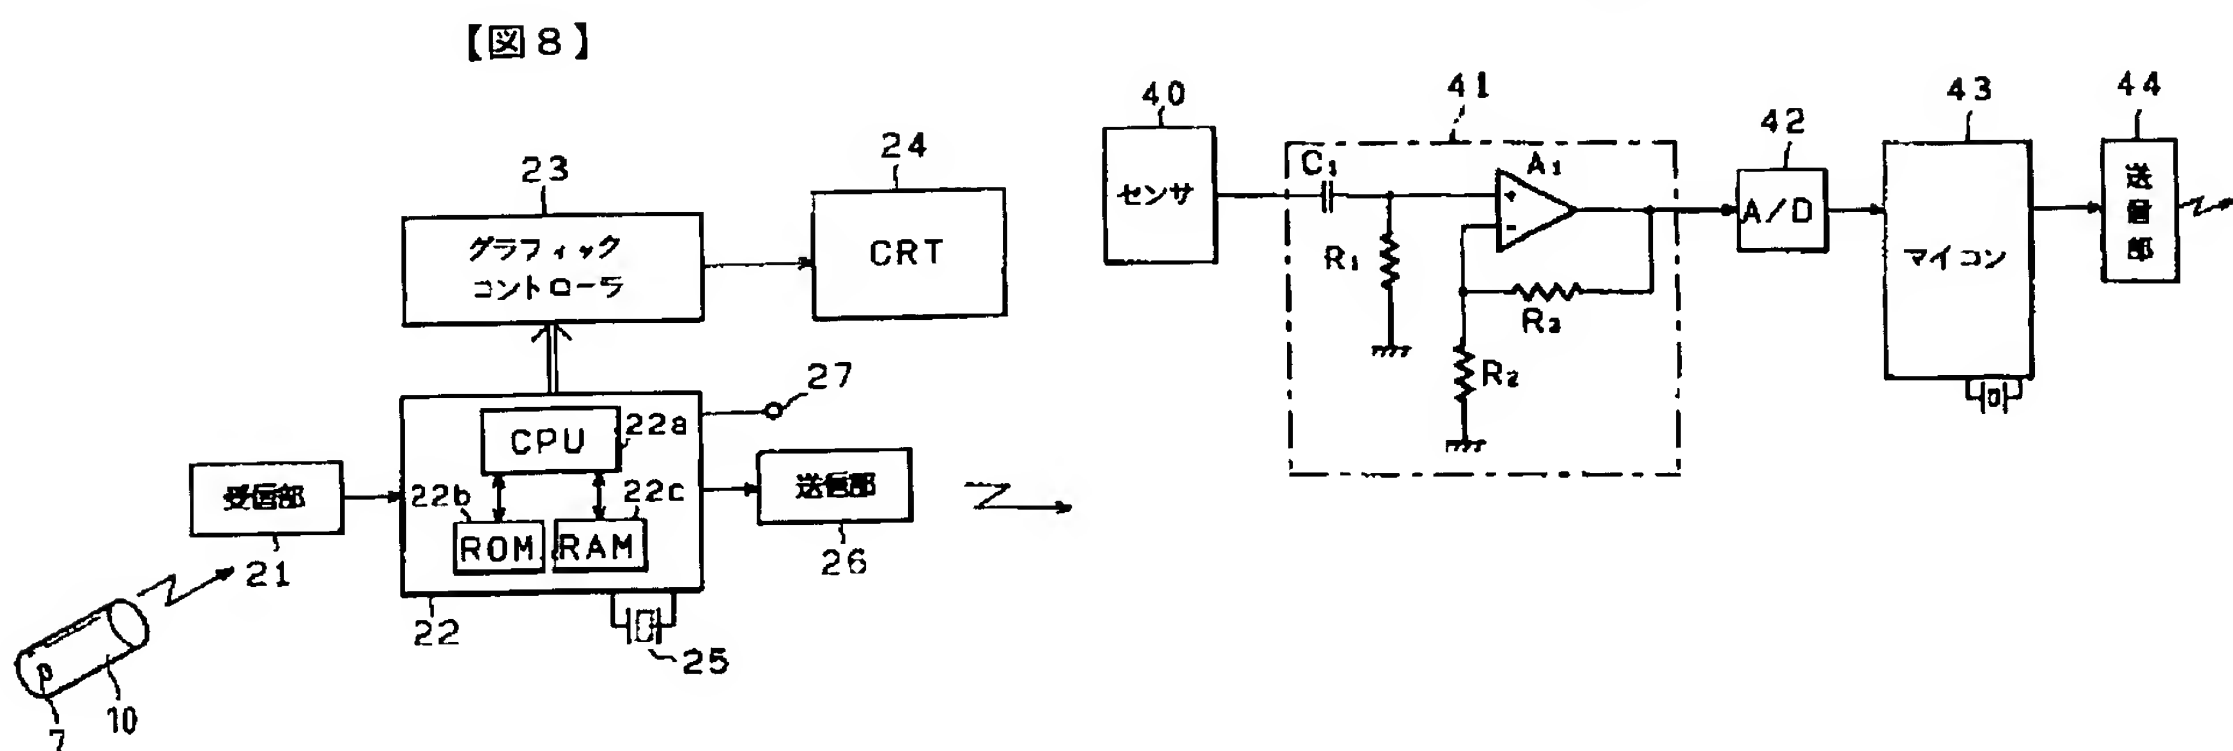 【図8】
23
24
グラフィック
コントローラ
CRT
27
CPU
22a
受信部
22b
22c
送信部
ROM
RAM
21
22
25
26
10
7
40
41
42
43
44
センサ
C₁
A₁
+
-
R₁
R₃
R₂
A/D
マイコン
送信部